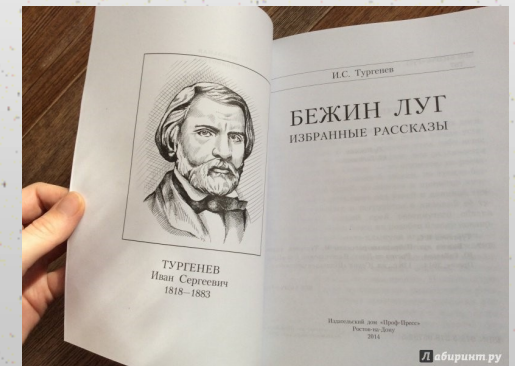 ТУРГЕНЕВ
Иван Сергеевич
1818–1883
И.С. Тургенев
БЕЖИН ЛУГ
ИЗБРАННЫЕ РАССКАЗЫ
Издательский дом «Проф-Пресс»
Ростов-на-Дону
2014
Лабиринт.ру